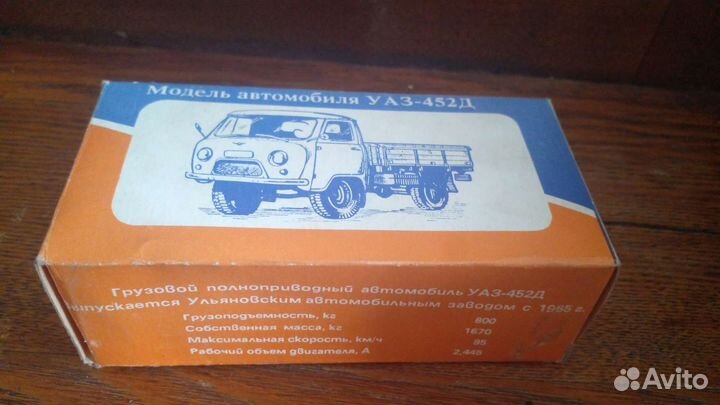 Модель автомобиля УАЗ-452Д
Грузовой полноприводный автомобиль УАЗ-452Д
выпускается Ульяновским автомобильным заводом с 1965 г.
Грузоподъемность, кг 800
Собственная масса, кг 1670
Максимальная скорость, км/ч 95
Рабочий объем двигателя, л 2,445
Avito